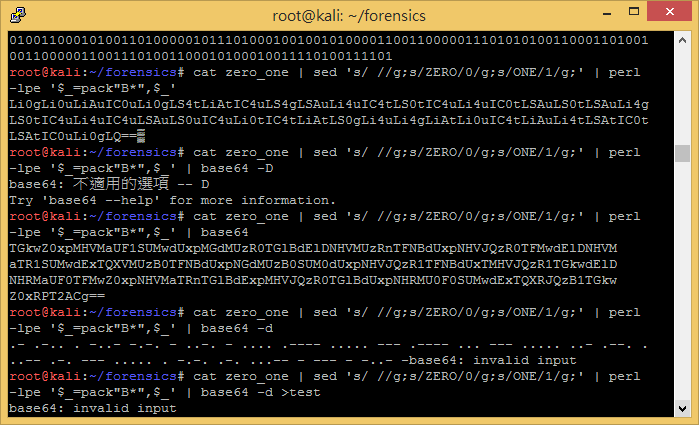 root@kali: ~/forensics
010011000101001101000000101110100010010010100001100110000011101010100110001101001
001100000110011101001100010100010011110100111101
root@kali:~/forensics# cat zero_one | sed 's/ //g;s/ZERO/0/g;s/ONE/1/g;' | perl
-lpe '$_=pack"B*",$_'
Li0gLi0uLiAuIC0uLi0gLS4tLiAtIC4uLS4gLSAuLi4uIC4tLS0tIC4uLi4uIC0tLSAuLS0tLSAuLi4g
LS0tIC4uLi4uIC4uLSAuLS0uIC4uLi0tIC4tLiAtLS0gLi4uLi4gLiAtLi0uIC4tLiAuLi4tLSAtIC0t
LSAtIC0uLi0gLQ==
root@kali:~/forensics# cat zero_one | sed 's/ //g;s/ZERO/0/g;s/ONE/1/g;' | perl
-lpe '$_=pack"B*",$_' | base64 -D
base64: 不適用的選項 -- D
Try 'base64 --help' for more information.
root@kali:~/forensics# cat zero_one | sed 's/ //g;s/ZERO/0/g;s/ONE/1/g;' | perl
-lpe '$_=pack"B*",$_' | base64
TGkwZ0xpMHVMaUF1SUMwdUxpMGdMUzR0TGlBdElDNHVMUzRnTFNBdUxpNHVJQzR0TFMwdElDNHVM
aTR1SUMwdExTQXVMUzB0TFNBdUxpNGdMUzB0SUM0dUxpNHVJQzR1TFNBdUxTMHVJQzR1TGkwdElD
NHRMaUF0TFMwZ0xpNHVMaTRnTGlBdExpMHVJQzR0TGlBdUxpNHRMU0F0SUMwdExTQXRJQzB1TGkw
Z0xRPT2ACg==
root@kali:~/forensics# cat zero_one | sed 's/ //g;s/ZERO/0/g;s/ONE/1/g;' | perl
-lpe '$_=pack"B*",$_' | base64 -d
.- .-.. . -..- -.-. - ..-. - .... .---- ..... --- .---- ... --- ..... ..- .--. .
..-- .-. --- ..... . -.-. .-. ...-- - --- - -..- -base64: invalid input
root@kali:~/forensics# cat zero_one | sed 's/ //g;s/ZERO/0/g;s/ONE/1/g;' | perl
-lpe '$_=pack"B*",$_' | base64 -d >test
base64: invalid input